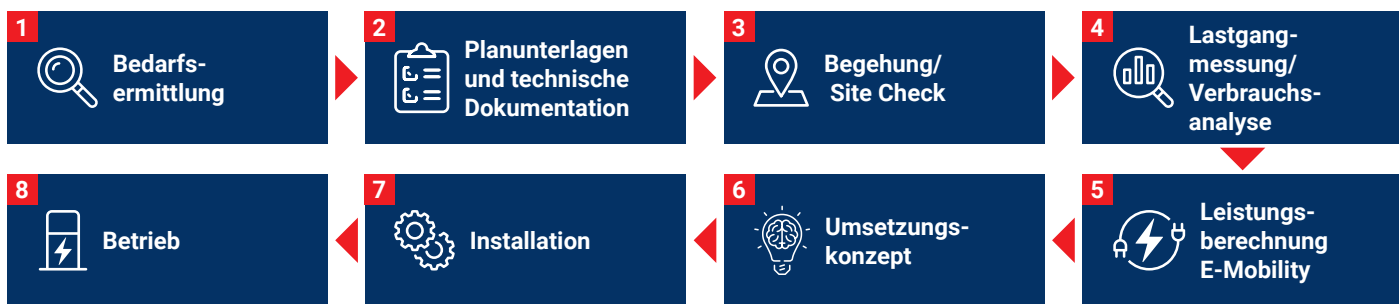 1
Bedarfs-
ermittlung
2
Planunterlagen
und technische
Dokumentation
3
Begehung/
Site Check
4
Lastgang-
messung/
Verbrauchs-
analyse
5
Leistungs-
berechnung
E-Mobility
6
Umsetzungs-
konzept
7
Installation
8
Betrieb